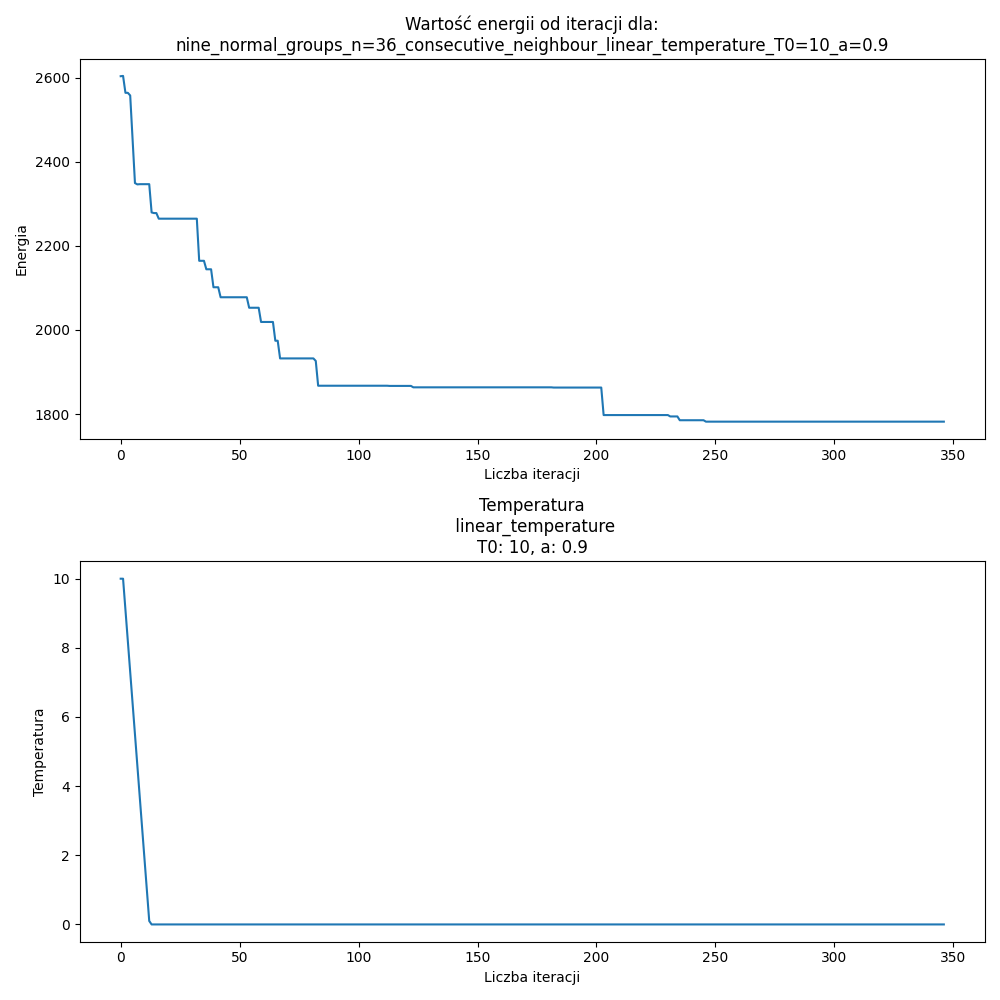 Wartość energii od iteracji dla:
nine_normal_groups_n=36_consecutive_neighbour_linear_temperature_T0=10_a=0.9
2600
2400
2200
2000
1800
Energia
0 50 100 150 200 250 300 350
Liczba iteracji
Temperatura
linear_temperature
T0: 10, a: 0.9
10
8
6
4
2
0
Temperatura
0 50 100 150 200 250 300 350
Liczba iteracji